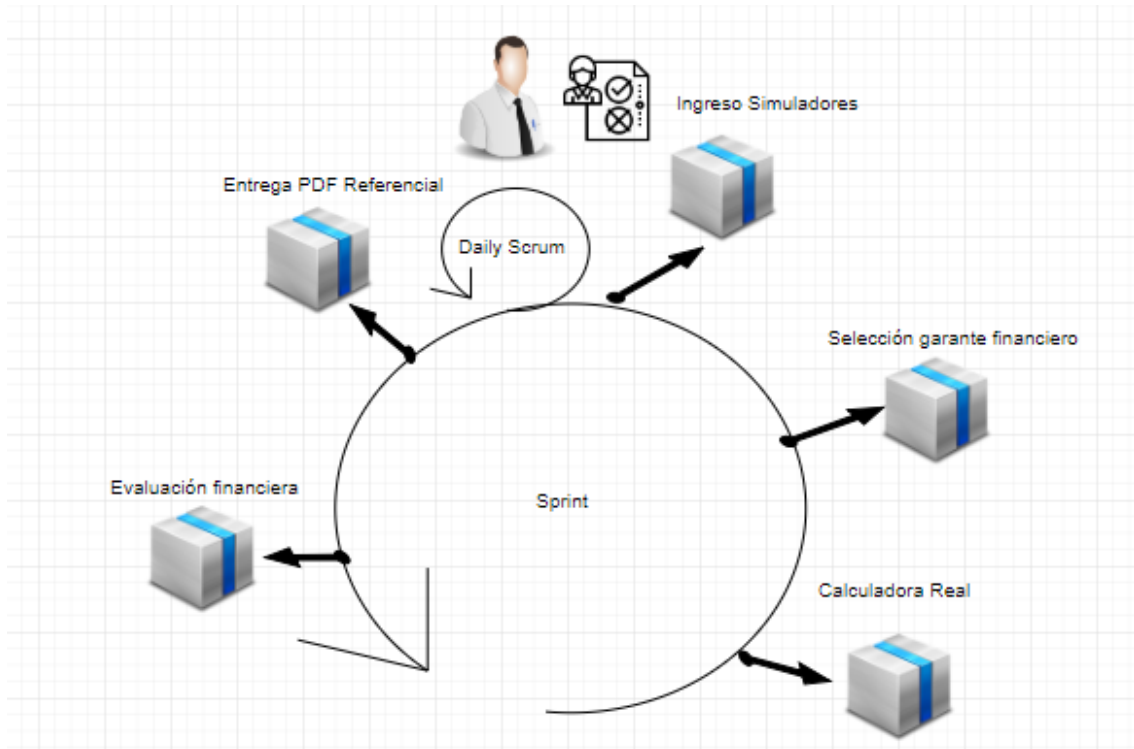 Ingreso Simuladores
Entrega PDF Referencial
Daily Scrum
Selección garante financiero
Evaluación financiera
Sprint
Calculadora Real